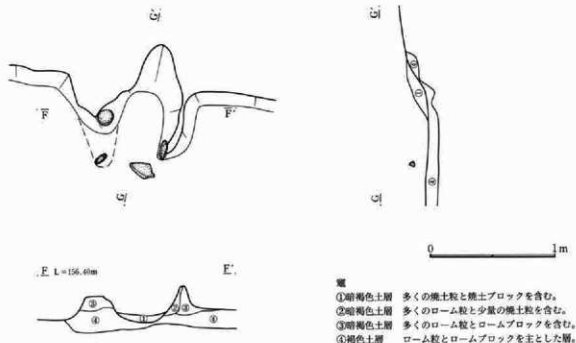 G'
G'
F
F'
G
G
F L=156.40m
F'
0 1m
竈
①暗褐色土層 多くの焼土粒と焼土ブロックを含む。
②暗褐色土層 多くのローム粒と少量の焼土粒を含む。
③暗褐色土層 多くのローム粒とロームブロックを含む。
④褐色土層 ローム粒とロームブロックを主とした層。